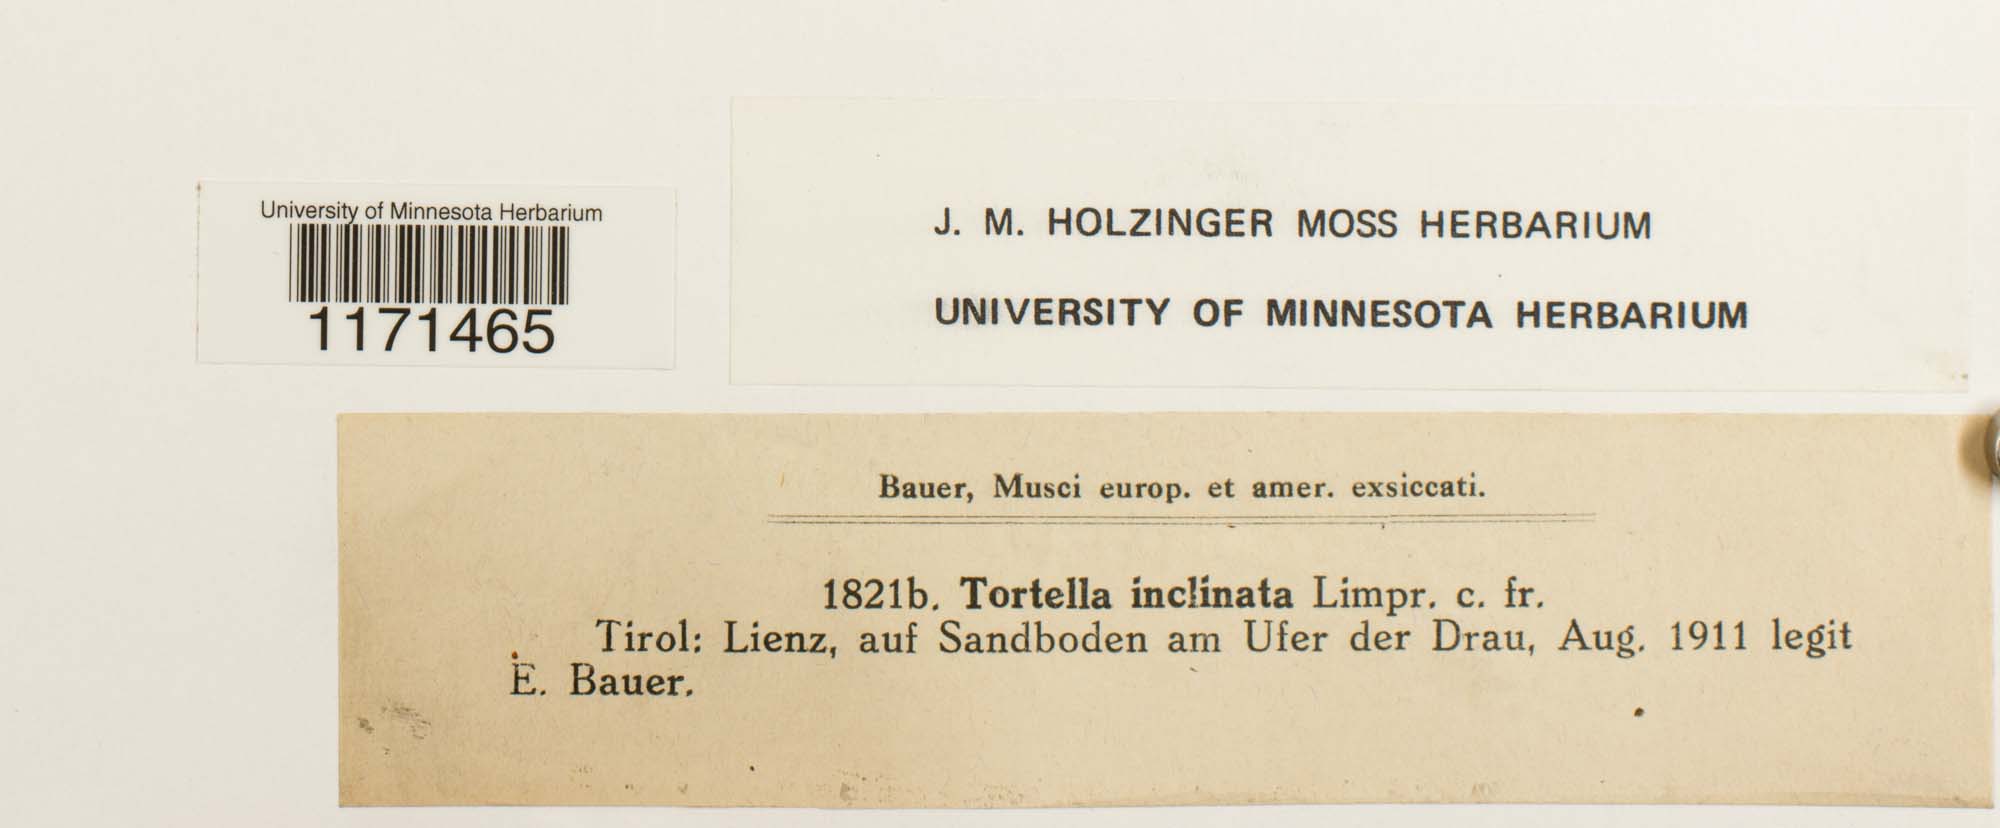 University of Minnesota Herbarium
1171465
J. M. HOLZINGER MOSS HERBARIUM
UNIVERSITY OF MINNESOTA HERBARIUM
Bauer, Musci europ. et amer. exsiccati.
1821b. Tortella inclinata Limpr. c. fr.
Tirol: Lienz, auf Sandboden am Ufer der Drau, Aug. 1911 legit
E. Bauer.